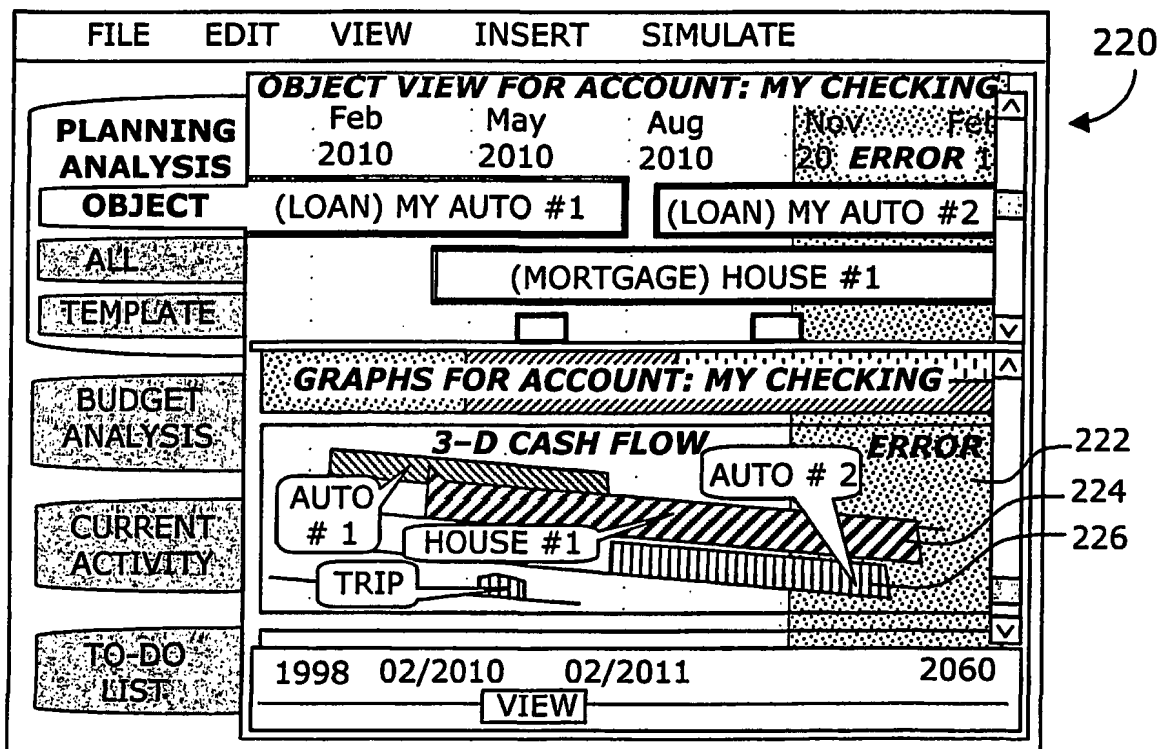 FILE EDIT VIEW INSERT SIMULATE
220
OBJECT VIEW FOR ACCOUNT: MY CHECKING
Feb May Aug Nov Feb
2010 2010 2010 20 ERROR 1
PLANNING
ANALYSIS
OBJECT
ALL
TEMPLATE
(LOAN) MY AUTO #1
(LOAN) MY AUTO #2
(MORTGAGE) HOUSE #1
GRAPHS FOR ACCOUNT: MY CHECKING
BUDGET
ANALYSIS
CURRENT
ACTIVITY
TO-DO
LIST
3-D CASH FLOW
ERROR
AUTO
# 1
HOUSE #1
AUTO # 2
TRIP
222
224
226
1998 02/2010 02/2011 2060
VIEW